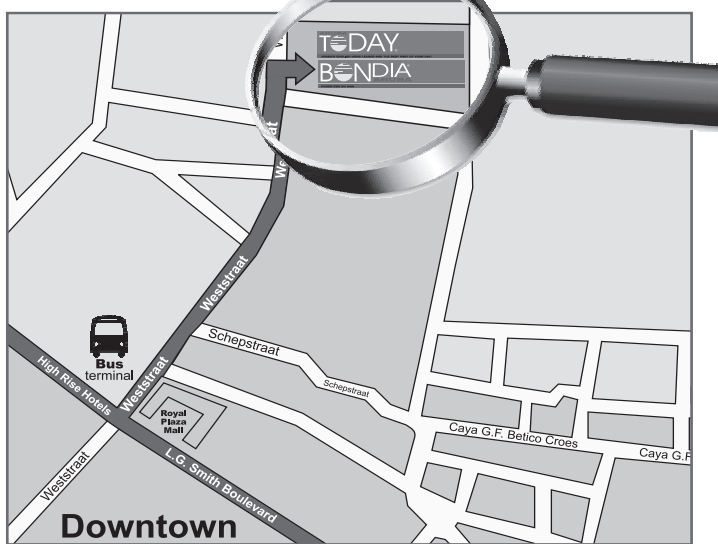 W
TODAY
BONDIA
Weststraat
Schepstraat
Schepstraat
Bus
terminal
High Rise Hotels
Weststraat
Royal
Plaza
Mall
Caya G.F. Betico Croes
Caya G.F
Weststraat
L.G. Smith Boulevard
Downtown